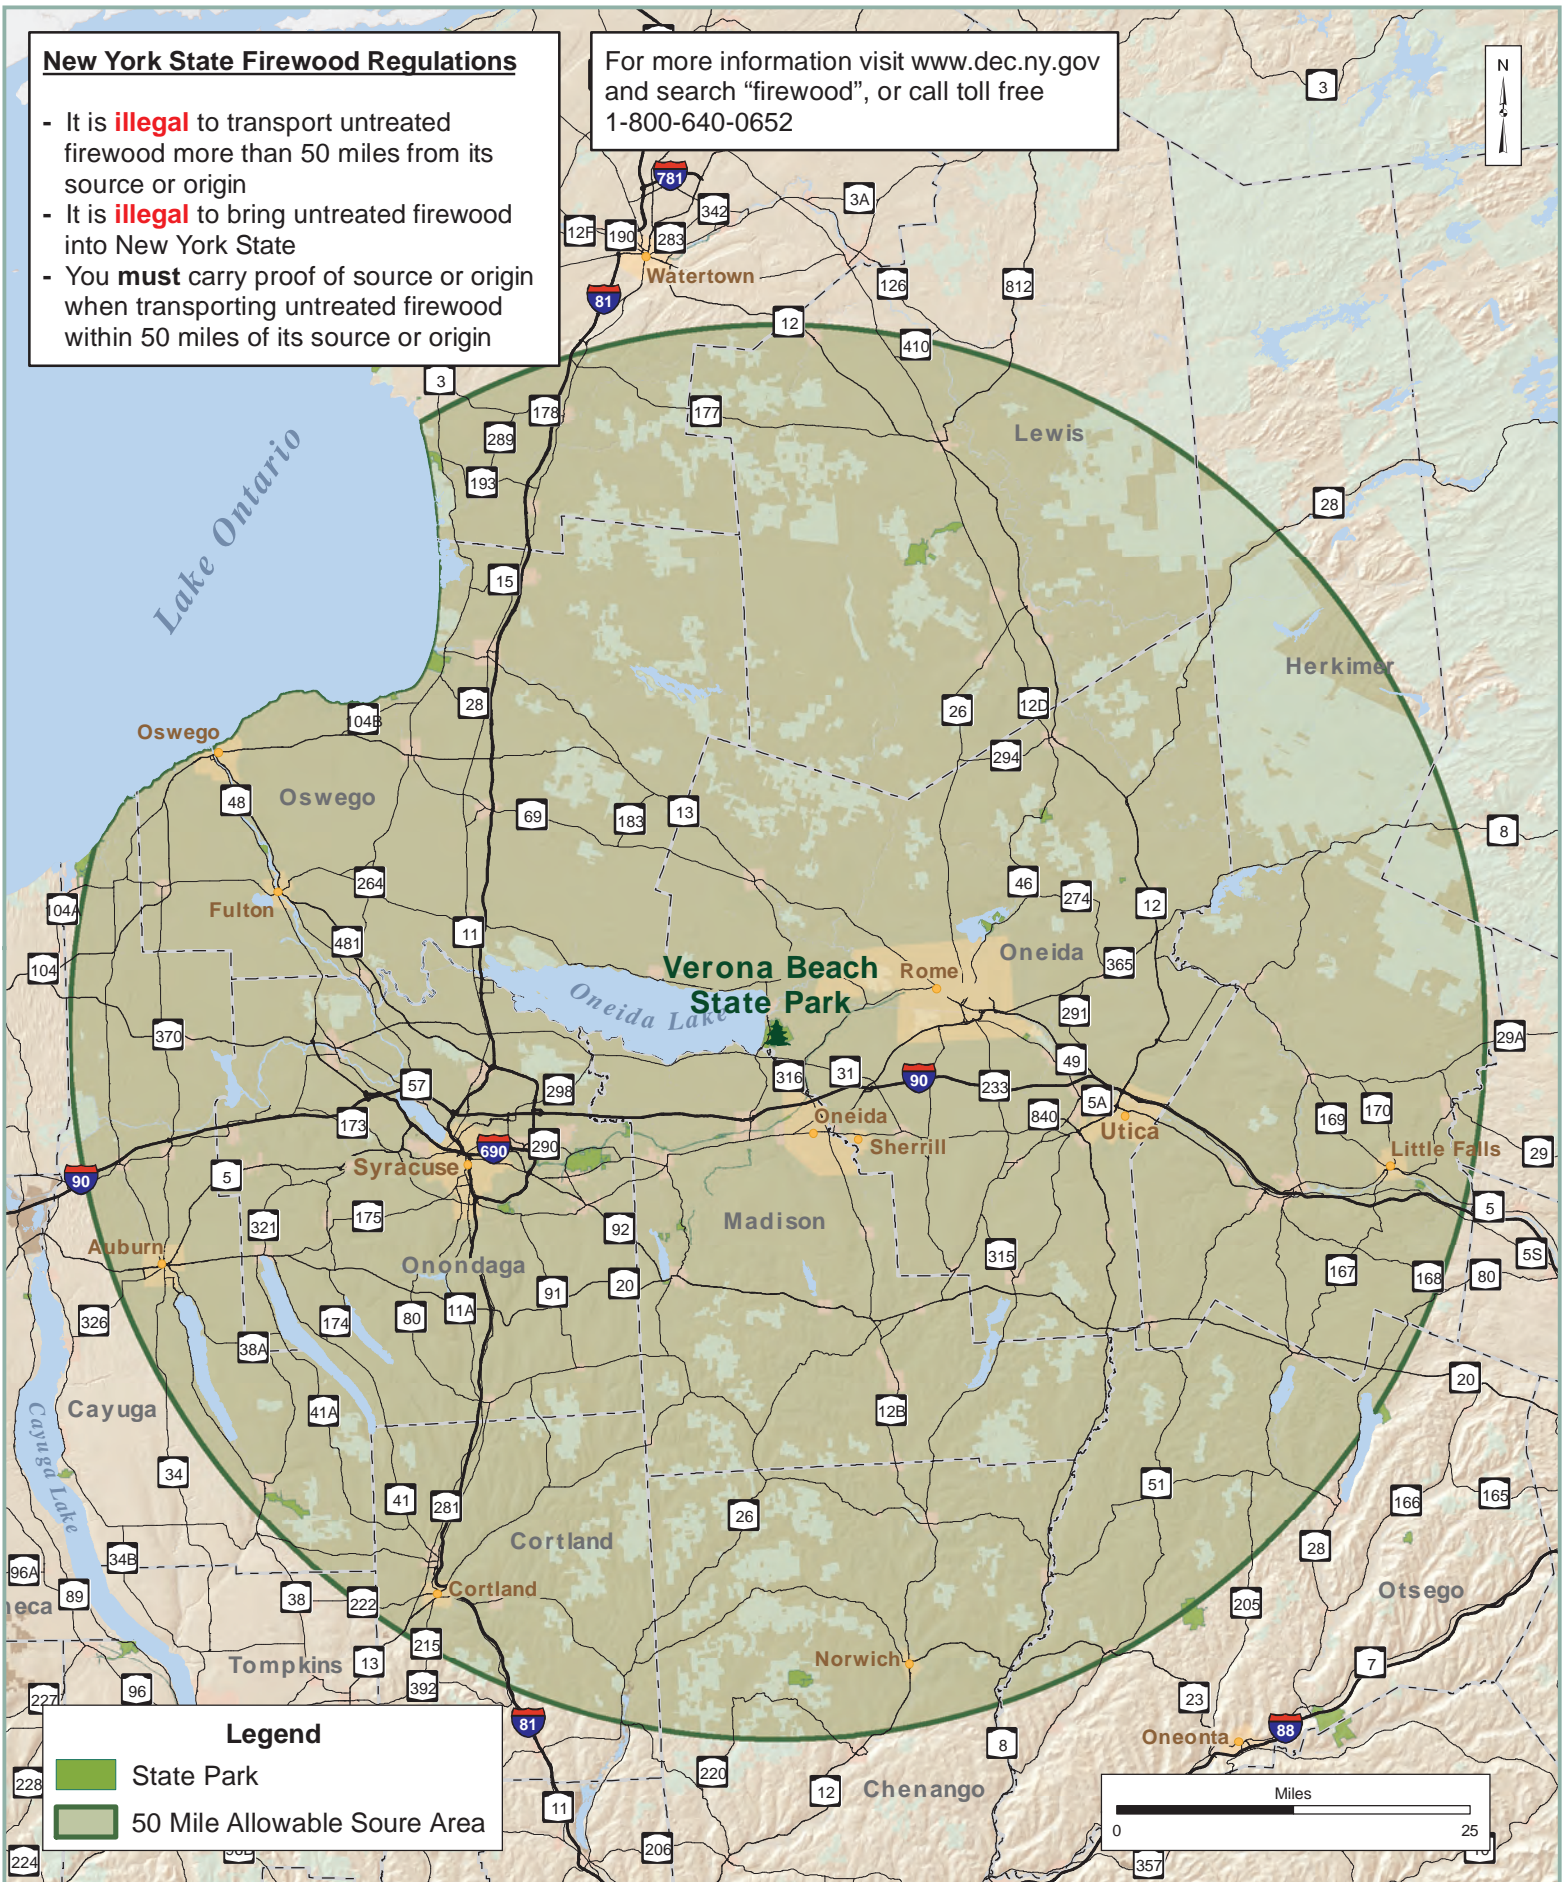 New York State Firewood Regulations
- It is illegal to transport untreated
firewood more than 50 miles from its
source or origin
- It is illegal to bring untreated firewood
into New York State
- You must carry proof of source or origin
when transporting untreated firewood
within 50 miles of its source or origin
For more information visit www.dec.ny.gov
and search “firewood”, or call toll free
1-800-640-0652
N
3
781
342
3A
12F
190
283
Watertown
126
812
81
12
410
3
178
177
289
Lewis
193
28
Lake Ontario
15
Herkimer
28
26
12D
104B
Oswego
294
48
Oswego
69
183
13
8
264
46
274
12
104A
Fulton
11
481
Oneida
365
104
Verona Beach
State Park
Rome
Oneida Lake
291
370
29A
49
316
31
90
233
57
298
5A
169
170
173
840
Oneida
Utica
690
290
Sherrill
Little Falls
29
Syracuse
90
5
5
321
175
92
Madison
Auburn
Onondaga
315
5S
91
20
167
168
80
326
174
80
11A
38A
20
Cayuga
41A
12B
Cayuga Lake
34
41
281
51
166
165
26
Cortland
28
34B
96A
89
38
222
Cortland
205
Otsego
neca
215
Norwich
Tompkins
13
392
7
227
96
23
81
88
Oneonta
8
Legend
State Park
50 Mile Allowable Soure Area
228
220
12
Chenango
11
Miles
0
25
224
206
357